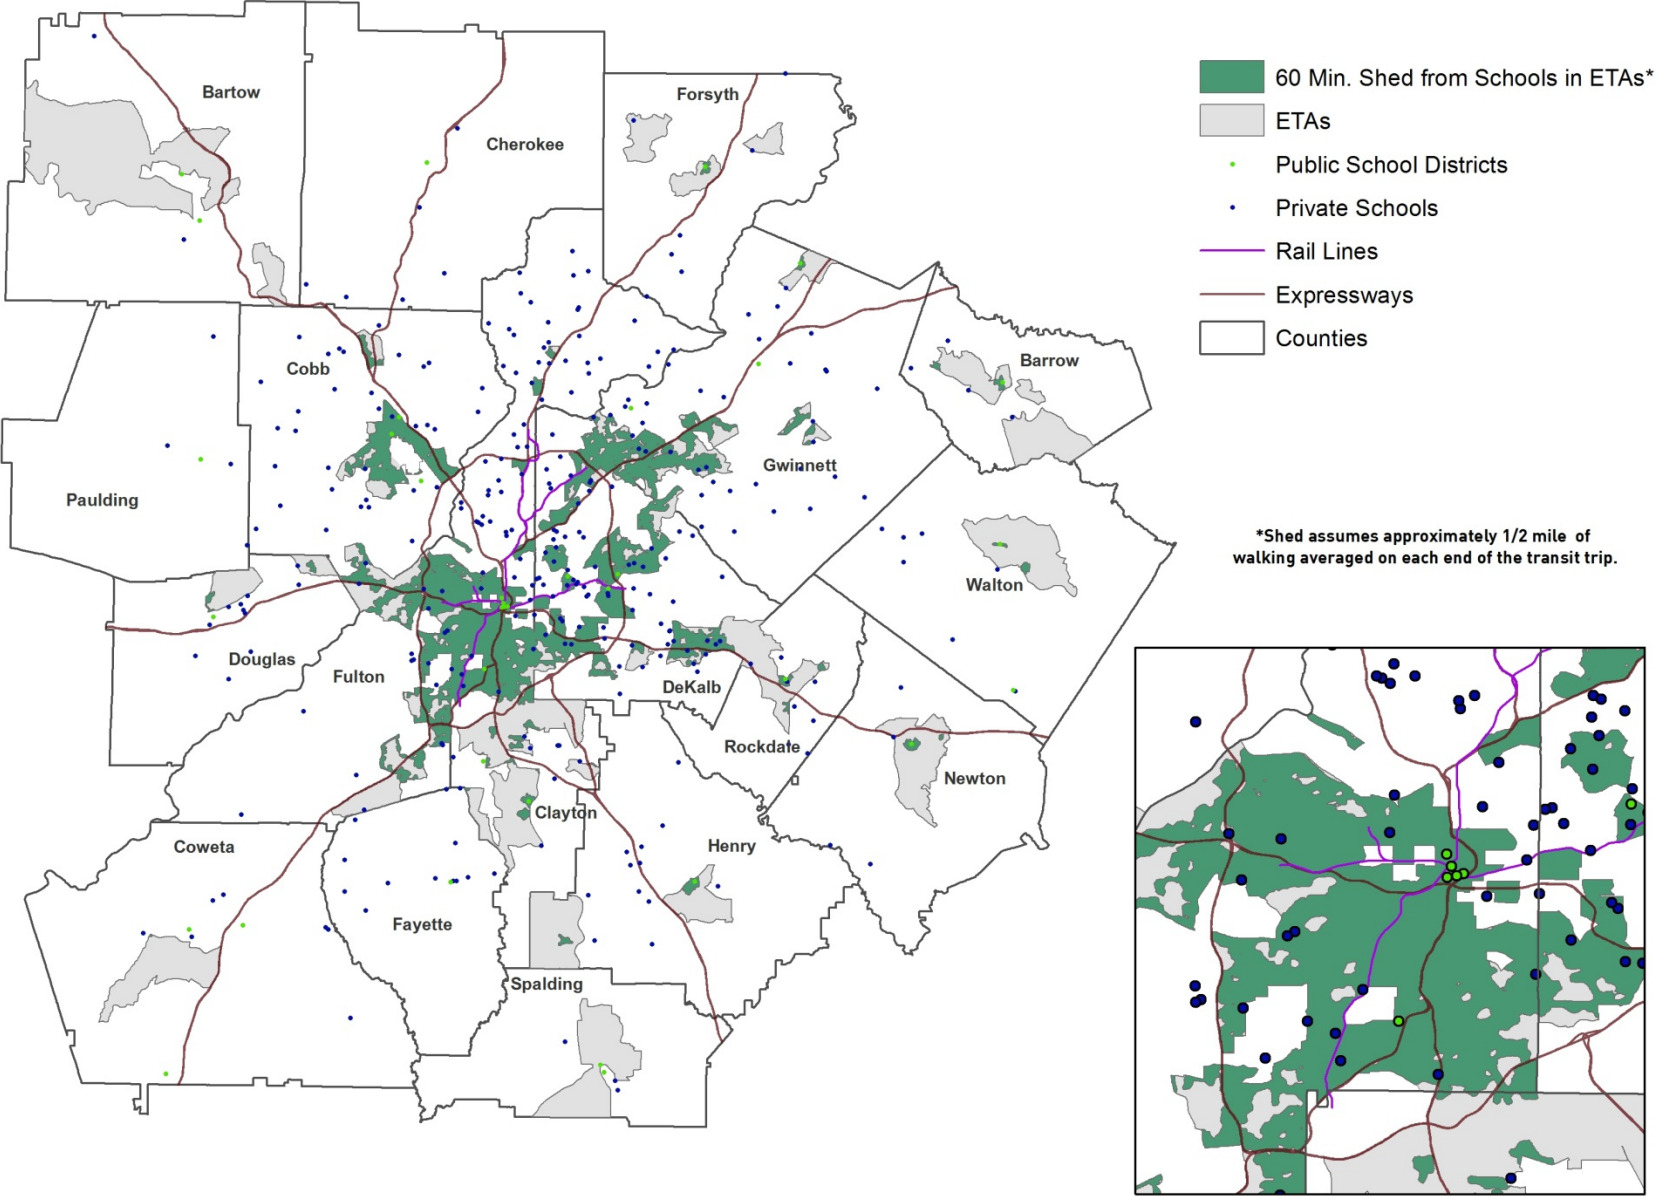 Bartow
Cherokee
Forsyth
Cobb
Barrow
Gwinnett
Paulding
Walton
Douglas
Fulton
DeKalb
Rockdale
Newton
Clayton
Coweta
Henry
Fayette
Spalding
60 Min. Shed from Schools in ETAs*
ETAs
Public School Districts
Private Schools
Rail Lines
Expressways
Counties
*Shed assumes approximately 1/2 mile of
walking averaged on each end of the transit trip.